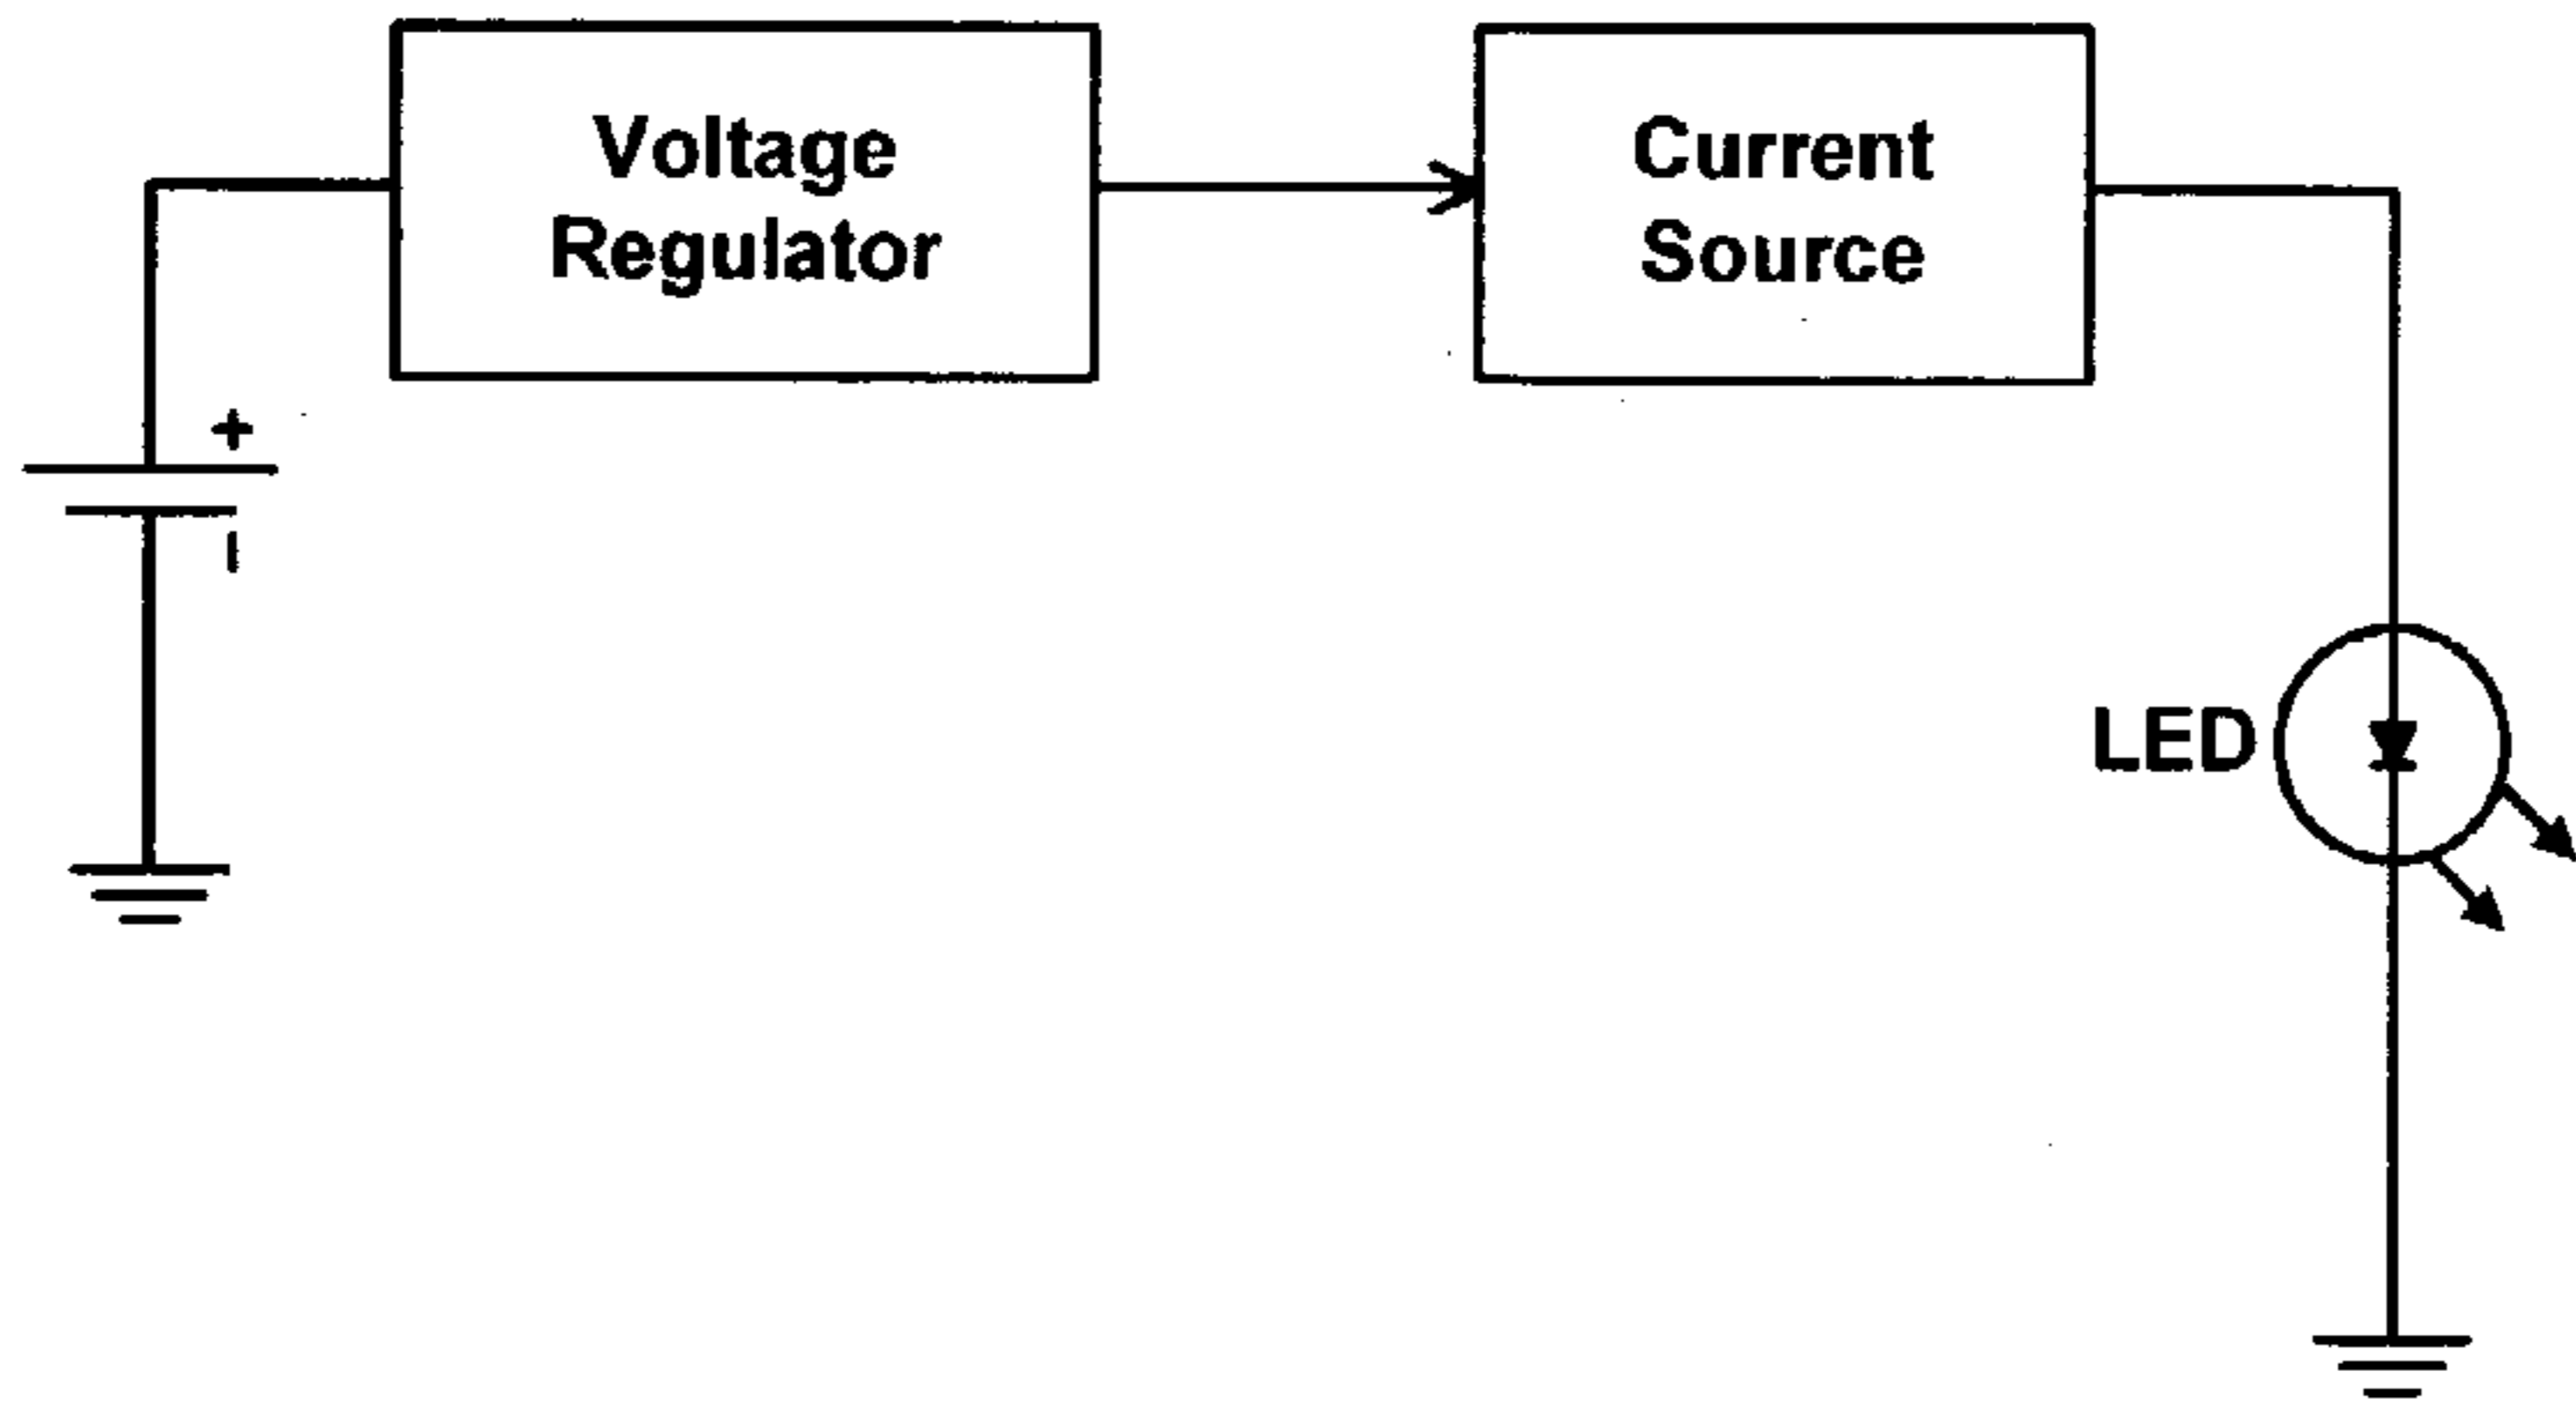 Voltage
Regulator
Current
Source
+
–
LED